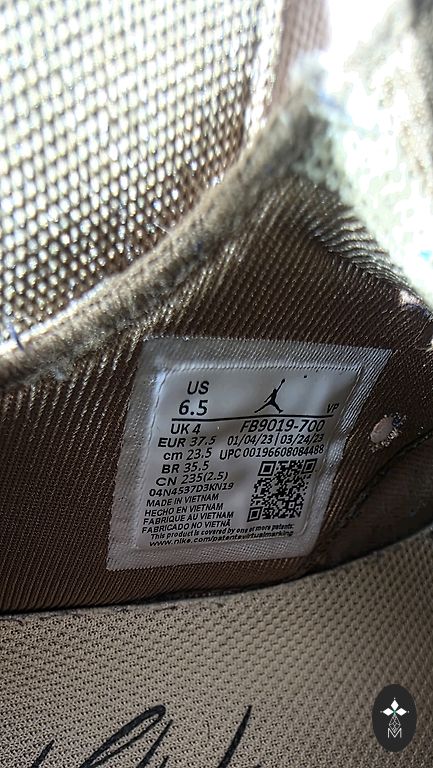 US
6.5
VP
UK 4 FB9019-700
EUR 37.5 01/04/23 | 03/24/23
cm 23.5 UPC 00196608084488
BR 35.5
CN 235(2.5)
04N4537D3KN19
MADE IN VIETNAM
HECHO EN VIETNAM
FABRIQUE AU VIETNAM
FABRICADO NO VIETNÃ
This product is covered by one or more patents:
www.nike.com/patentsvirtualmarking
M